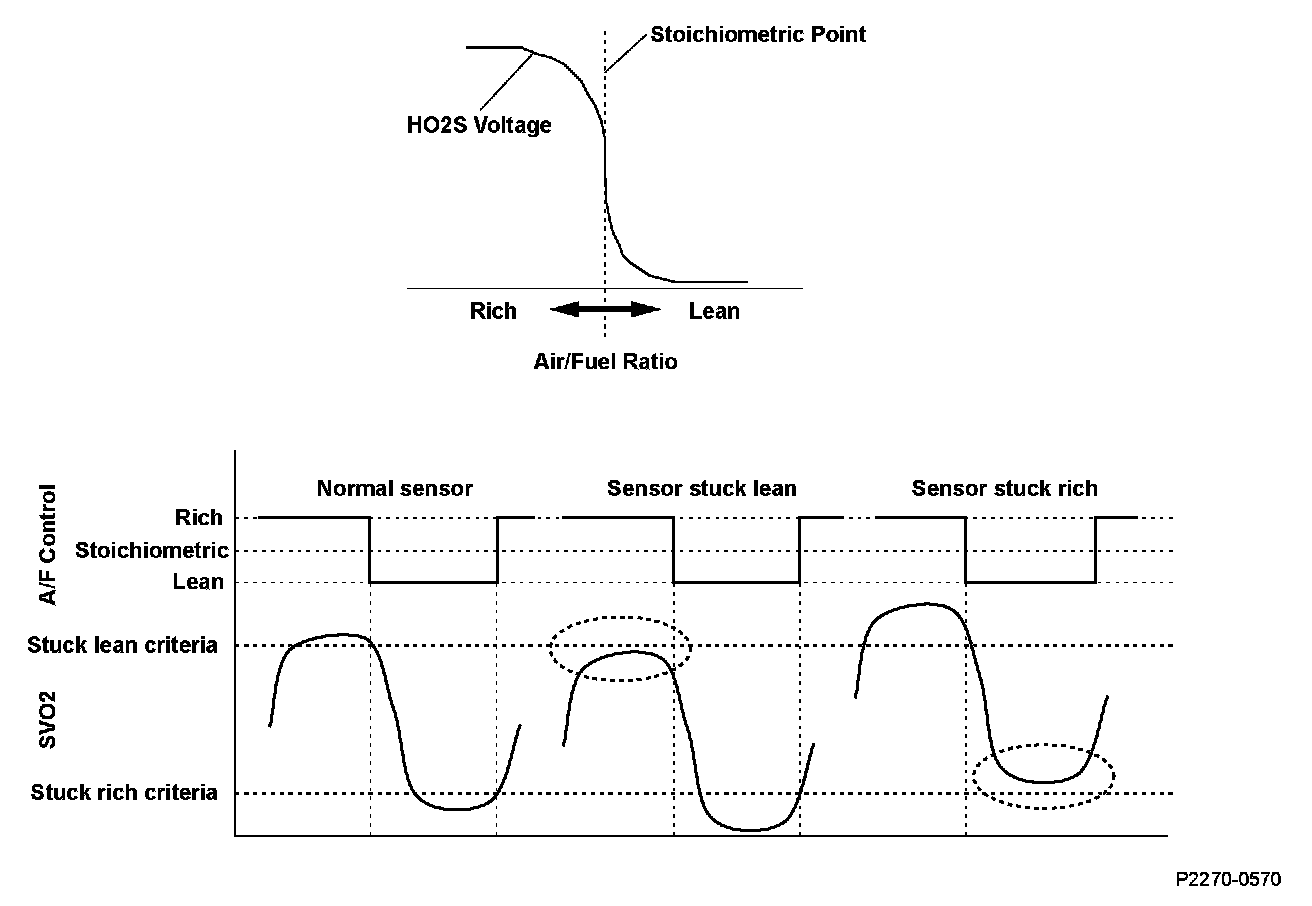 Stoichiometric Point
HO2S Voltage
Rich
Lean
Air/Fuel Ratio
A/F Control
Normal sensor
Sensor stuck lean
Sensor stuck rich
Rich
Stoichiometric
Lean
Stuck lean criteria
SVO2
Stuck rich criteria
P2270-0570